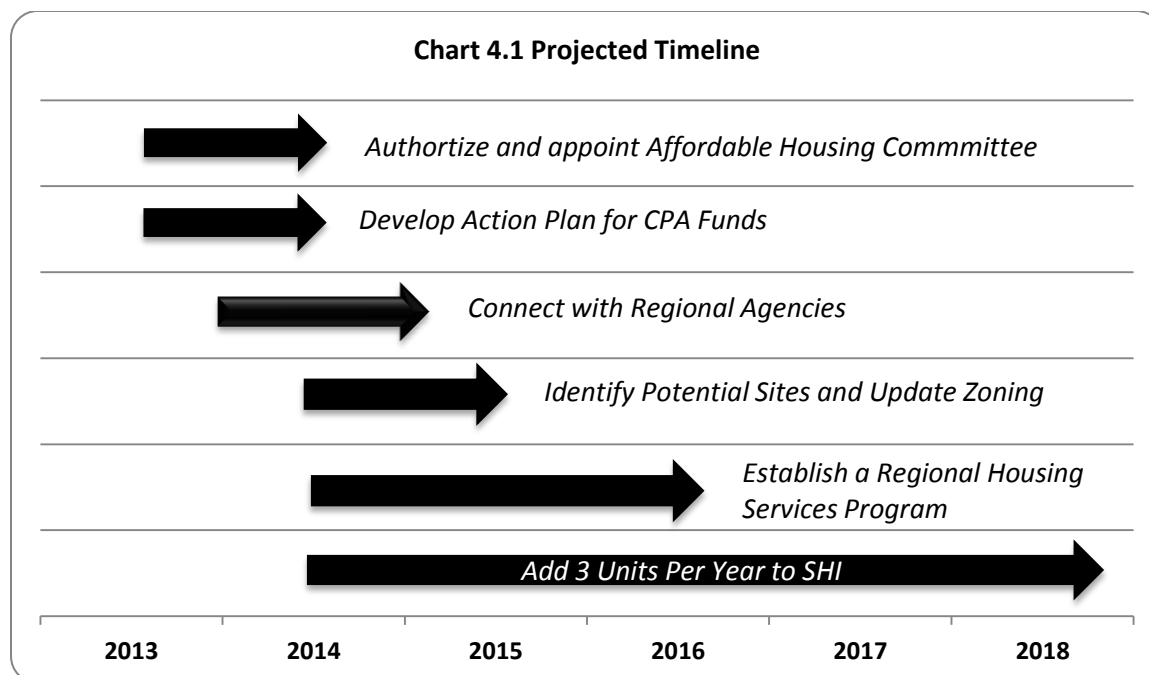 Chart 4.1 Projected Timeline
Authortize and appoint Affordable Housing Commmittee
Develop Action Plan for CPA Funds
Connect with Regional Agencies
Identify Potential Sites and Update Zoning
Establish a Regional Housing
Services Program
Add 3 Units Per Year to SHI
2013 2014 2015 2016 2017 2018